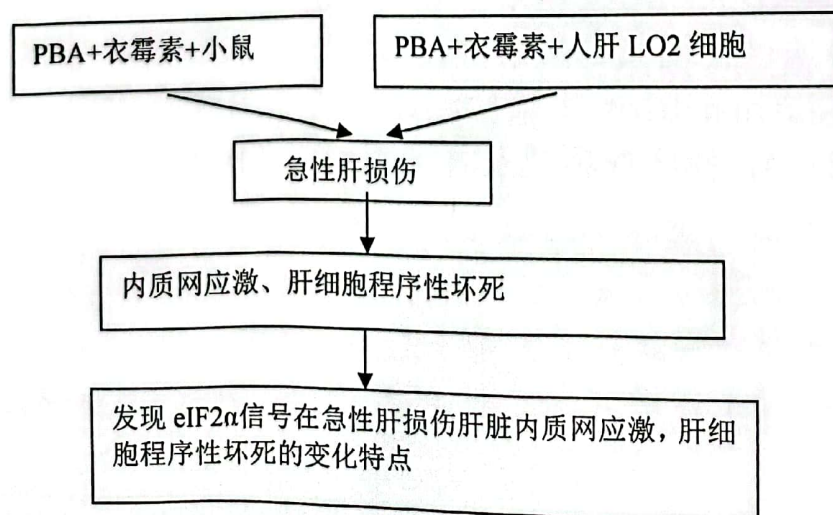 PBA+衣霉素+小鼠
PBA+衣霉素+人肝 LO2 细胞
急性肝损伤
内质网应激、肝细胞程序性坏死
发现 eIF2α信号在急性肝损伤肝脏内质网应激，肝细
胞程序性坏死的变化特点